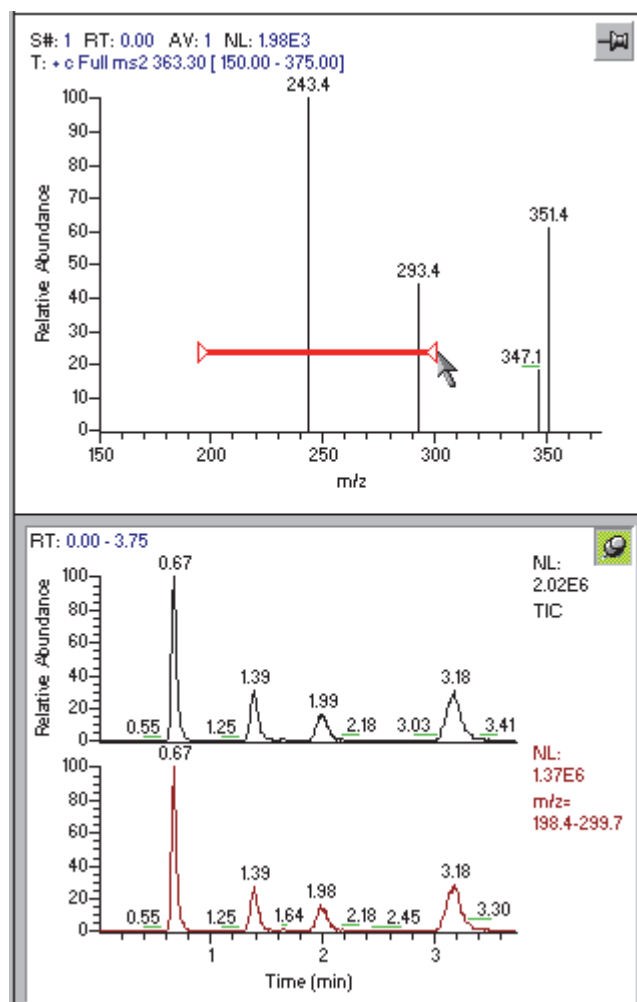 S#: 1 RT: 0.00 AV: 1 NL: 1.98E3
T: + c Full ms2 363.30 [ 150.00 - 375.00]
243.4
100
90
80
70
60
50
40
30
20
10
0
Relative Abundance
351.4
293.4
347.1
150 200 250 300 350
m/z
RT: 0.00 - 3.75
0.67
NL:
2.02E6
TIC
100
80
60
40
20
0
Relative Abundance
1.39
1.99
3.18
0.55 1.25 2.18 3.03 3.41
0.67
NL:
1.37E6
m/z=
198.4-299.7
100
80
60
40
20
0
1.39
1.98
3.18
0.55 1.25 1.64 2.18 2.45 3.30
1 2 3
Time (min)